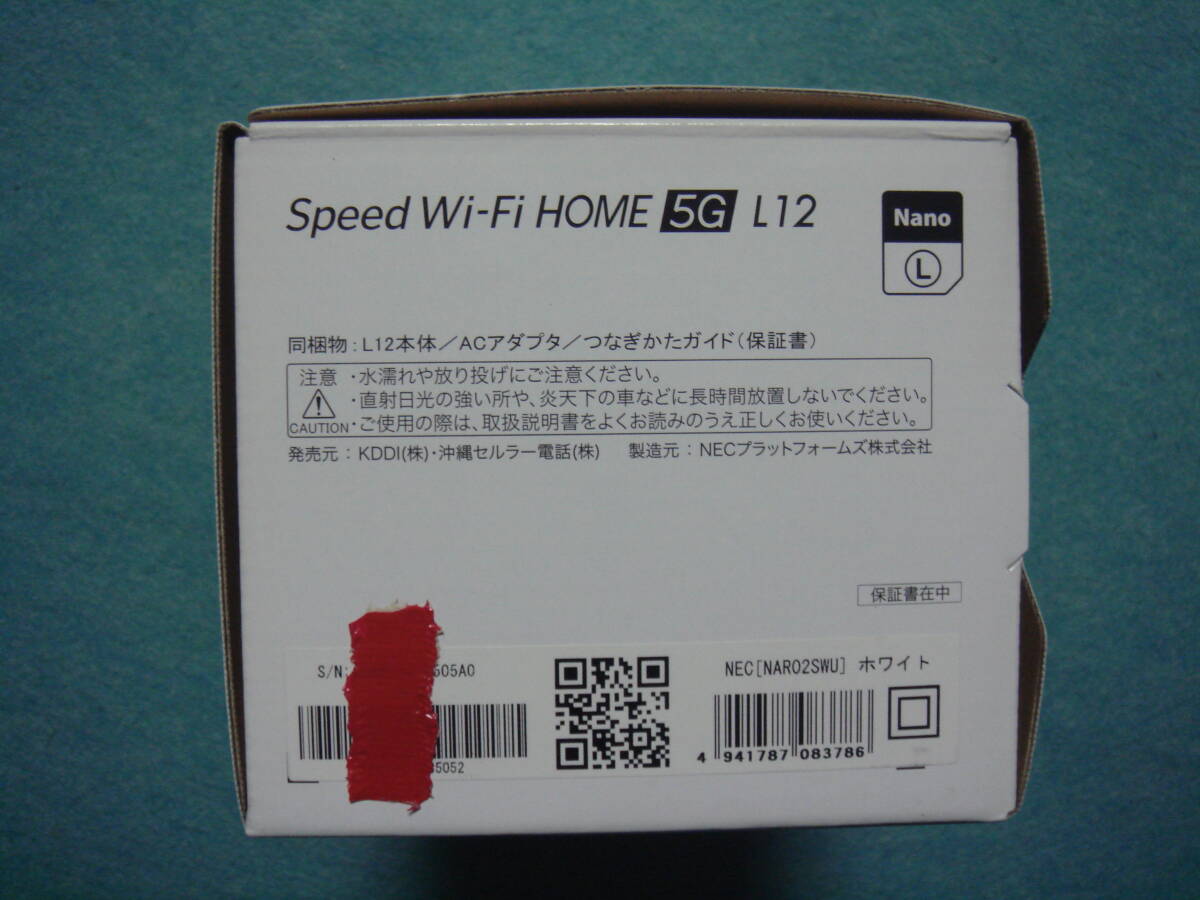 Speed Wi-Fi HOME 5G L12
Nano
L
同梱物：L12本体／ACアダプタ／つなぎかたガイド（保証書）
注意 ・水濡れや放り投げにご注意ください。
・直射日光の強い所や、炎天下の車などに長時間放置しないでください。
CAUTION ・ご使用の際は、取扱説明書をよくお読みのうえ正しくお使いください。
発売元：KDDI(株)・沖縄セルラー電話(株) 製造元：NECプラットフォームズ株式会社
保証書在中
S/N: 505A0
5052
NEC[NAR02SWU] ホワイト
4 941787 083786